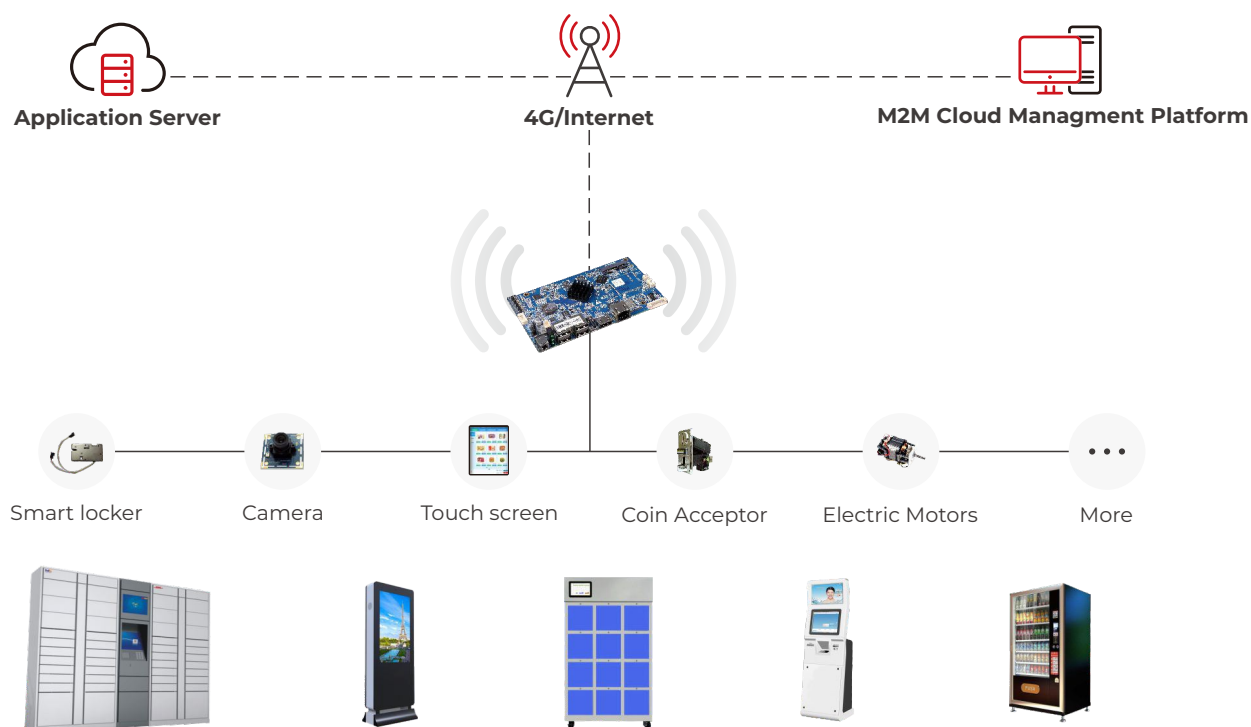 Application Server
4G/Internet
M2M Cloud Managment Platform
Smart locker
Camera
Touch screen
Coin Acceptor
Electric Motors
More